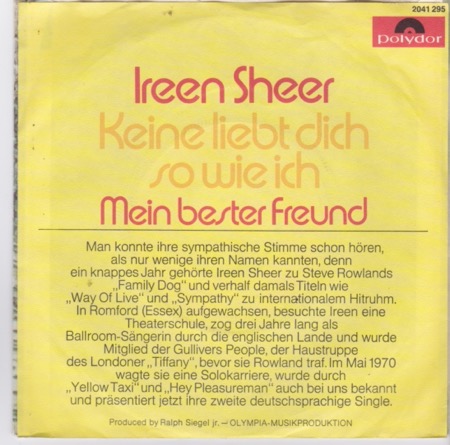 2041 295
Polydor
Ireen Sheer
Keine liebt dich
so wie ich
Mein bester Freund
Man konnte ihre sympathische Stimme schon hören,
als nur wenige ihren Namen kannten, denn
ein knappes Jahr gehörte Ireen Sheer zu Steve Rowlands
„Family Dog" und verhalf damals Titeln wie
„Way Of Live" und „Sympathy" zu internationalem Hitruhm.
In Romford (Essex) aufgewachsen, besuchte Ireen eine
Theaterschule, zog drei Jahre lang als
Ballroom-Sängerin durch die englischen Lande und wurde
Mitglied der Gullivers People, der Haustruppe
des Londoner „Tiffany", bevor sie Rowland traf. Im Mai 1970
wagte sie eine Solokarriere, wurde durch
„Yellow Taxi" und „Hey Pleasureman" auch bei uns bekannt
und präsentiert jetzt ihre zweite deutschsprachige Single.
Produced by Ralph Siegel jr. – OLYMPIA-MUSIKPRODUKTION